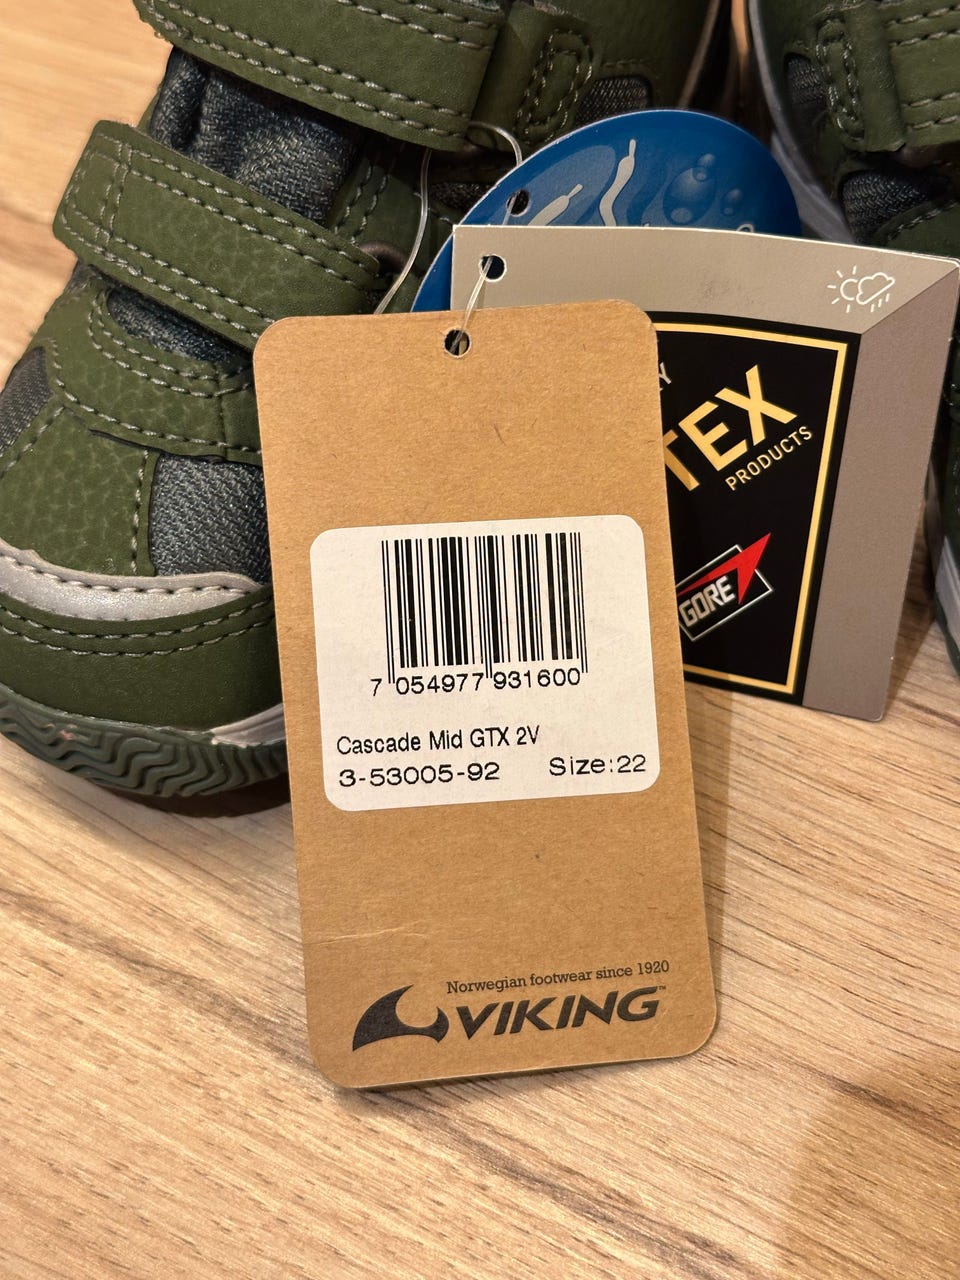 TEX
PRODUCTS
GORE
7 054977 931600
Cascade Mid GTX 2V
3-53005-92 Size:22
Norwegian footwear since 1920
VIKING™